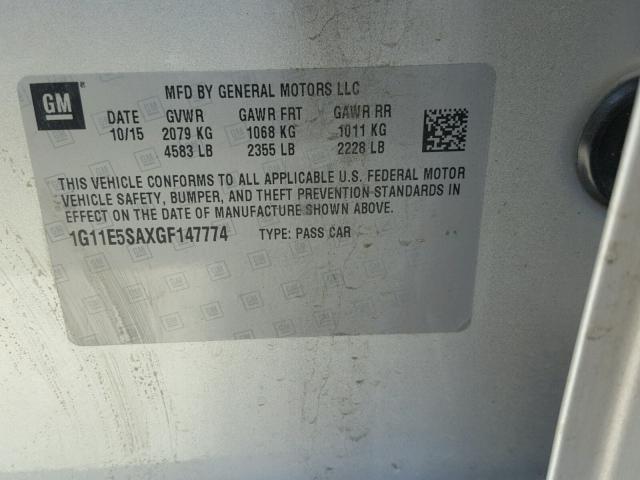 GM
MFD BY GENERAL MOTORS LLC
DATE GVWR GAWR FRT GAWR RR
10/15 2079 KG 1068 KG 1011 KG
4583 LB 2355 LB 2228 LB
THIS VEHICLE CONFORMS TO ALL APPLICABLE U.S. FEDERAL MOTOR
VEHICLE SAFETY, BUMPER, AND THEFT PREVENTION STANDARDS IN
EFFECT ON THE DATE OF MANUFACTURE SHOWN ABOVE.
1G11E5SAXGF147774 TYPE: PASS CAR